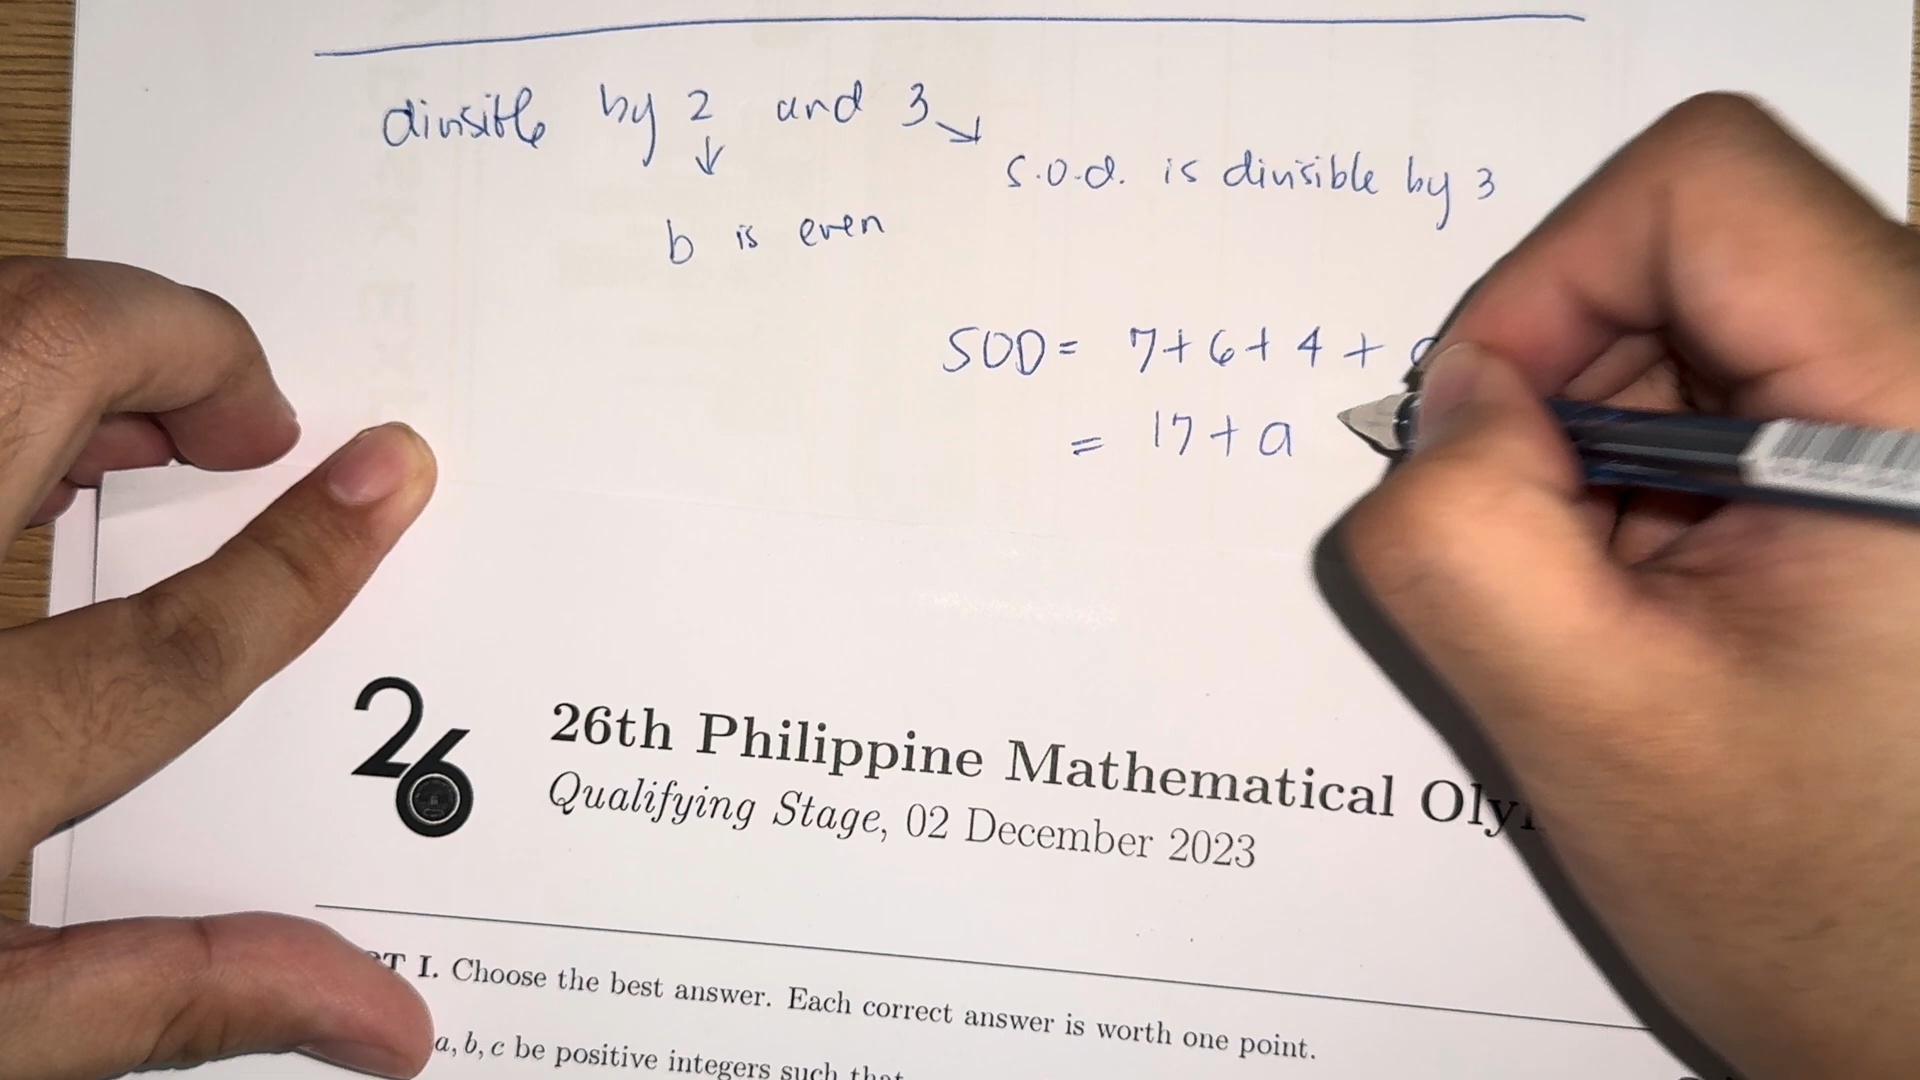 divisible by 2 and 3
s.o.d. is divisible by 3
b is even
SOD = 7+6+4+
= 17+a
26
26th Philippine Mathematical
Qualifying Stage, 02 December 2023
I. Choose the best answer. Each correct answer is worth one point.
a, b, c be positive integers such that